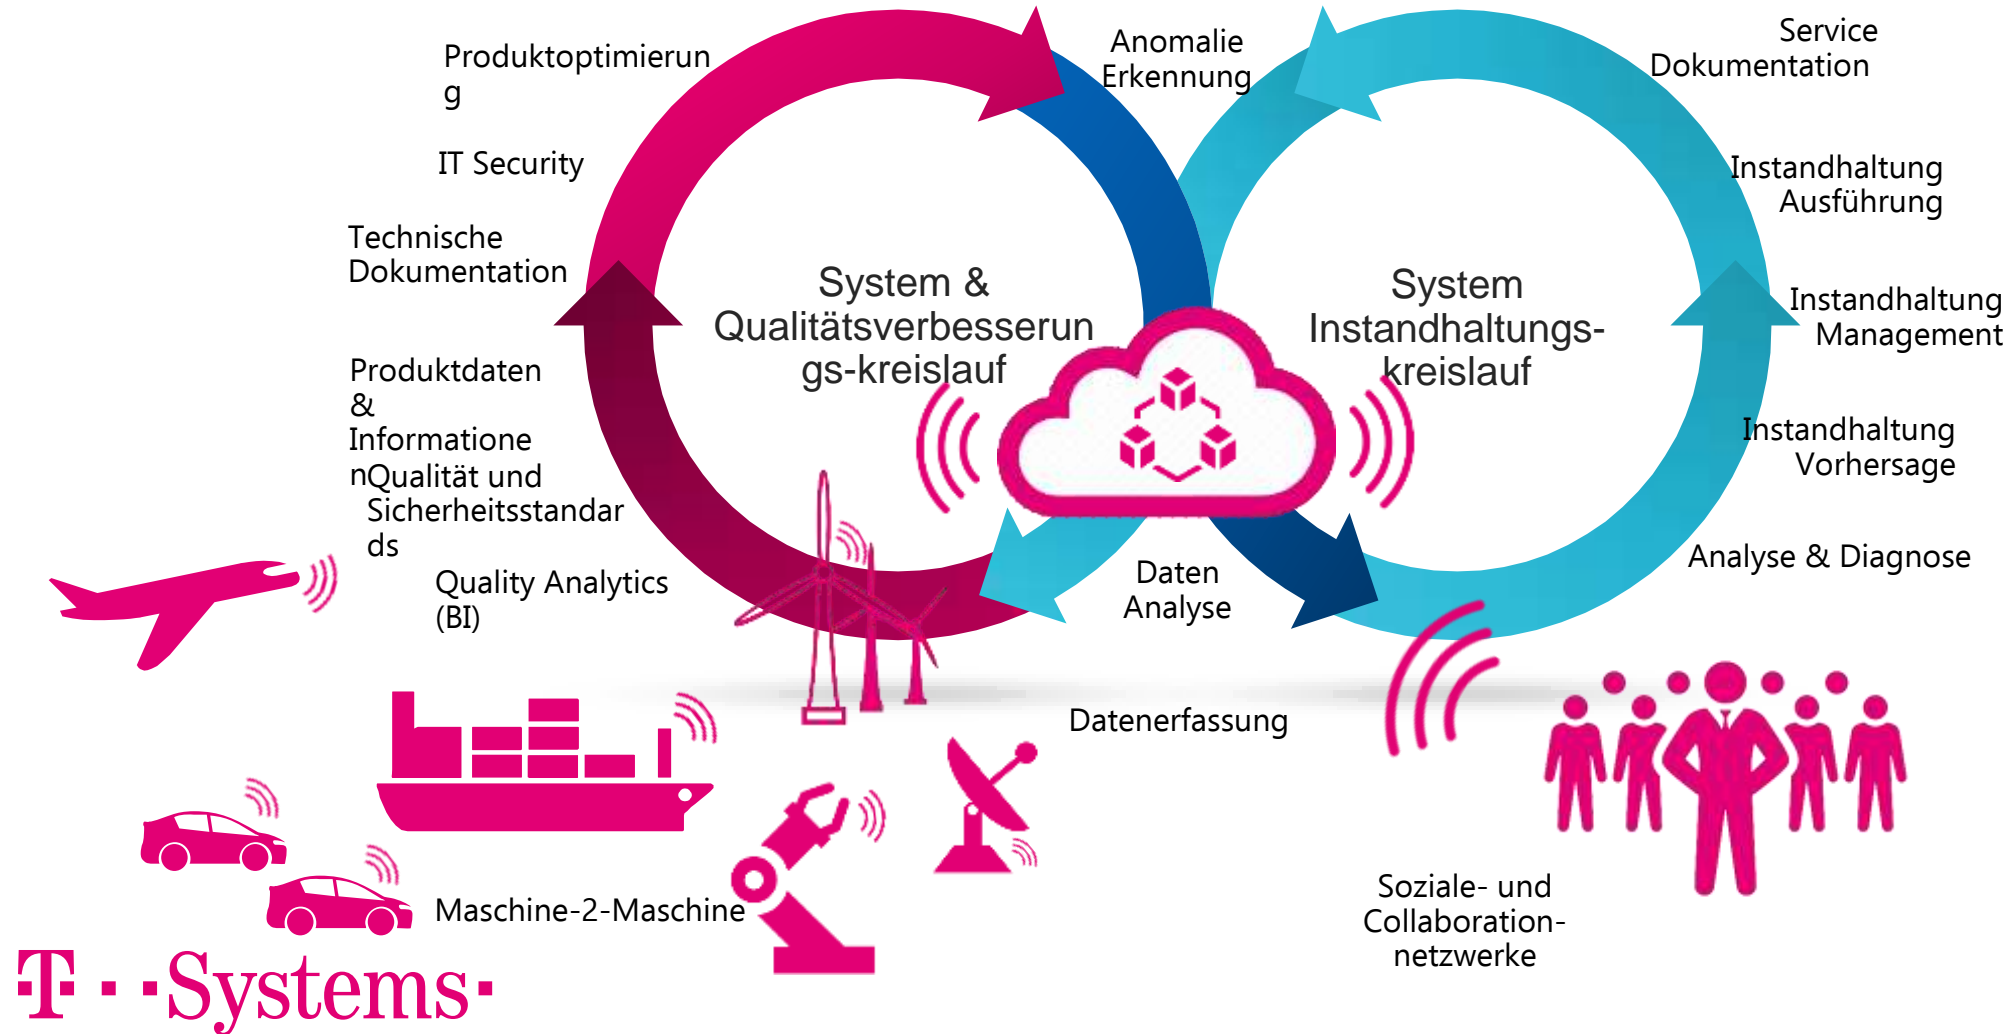 Produktoptimierun
g
IT Security
Technische
Dokumentation
Produktdaten
&
Informatione
n
Qualität und
Sicherheitsstandar
ds
Quality Analytics
(BI)
System &
Qualitätsverbesserun
gs-kreislauf
Anomalie
Erkennung
System
Instandhaltungs-
kreislauf
Service
Dokumentation
Instandhaltung
Ausführung
Instandhaltung
Management
Instandhaltung
Vorhersage
Analyse & Diagnose
Daten
Analyse
Datenerfassung
Maschine-2-Maschine
Soziale- und
Collaboration-
netzwerke
T··Systems·